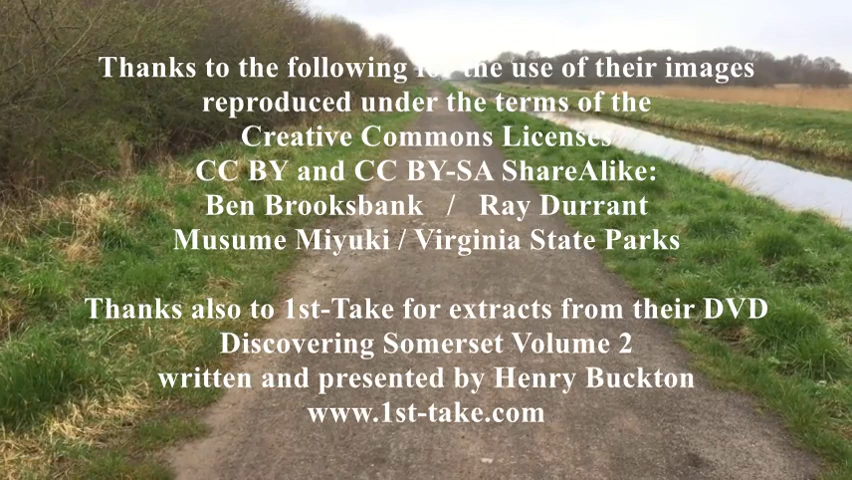 Thanks to the following for the use of their images
reproduced under the terms of the
Creative Commons Licenses
CC BY and CC BY-SA ShareAlike:
Ben Brooksbank / Ray Durrant
Musume Miyuki / Virginia State Parks
Thanks also to 1st-Take for extracts from their DVD
Discovering Somerset Volume 2
written and presented by Henry Buckton
www.1st-take.com